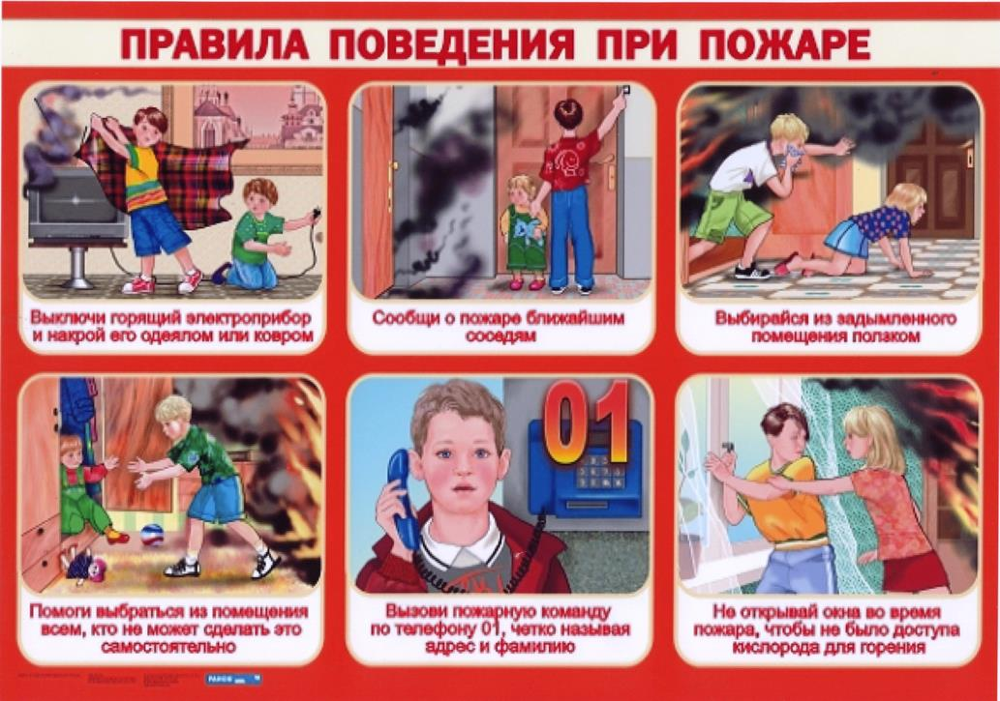 ПРАВИЛА ПОВЕДЕНИЯ ПРИ ПОЖАРЕ
Выключи горящий электроприбор
и накрой его одеялом или ковром
Сообщи о пожаре ближайшим
соседям
Выбирайся из задымленного
помещения ползком
01
Помоги выбраться из помещения
всем, кто не может сделать это
самостоятельно
Вызови пожарную команду
по телефону 01, четко называя
адрес и фамилию
Не открывай окна во время
пожара, чтобы не было доступа
кислорода для горения